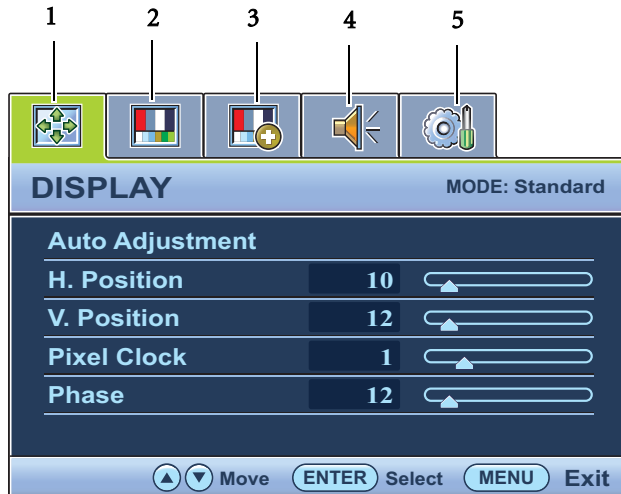 1 2 3 4 5
DISPLAY MODE: Standard
Auto Adjustment
H. Position 10
V. Position 12
Pixel Clock 1
Phase 12
Move ENTER Select MENU Exit